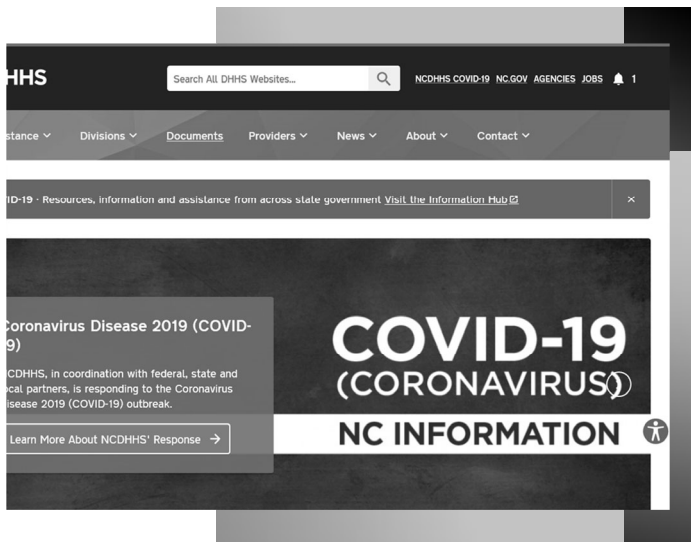 HHS
Search All DHHS Websites...
NCDHHS COVID-19 NC.GOV AGENCIES JOBS 1
stance Divisions Documents Providers News About Contact
ID-19 · Resources, information and assistance from across state government Visit the Information Hub
Coronavirus Disease 2019 (COVID-
9)
CDHHS, in coordination with federal, state and
ocal partners, is responding to the Coronavirus
isease 2019 (COVID-19) outbreak.
Learn More About NCDHHS' Response →
COVID-19
(CORONAVIRUS)
NC INFORMATION